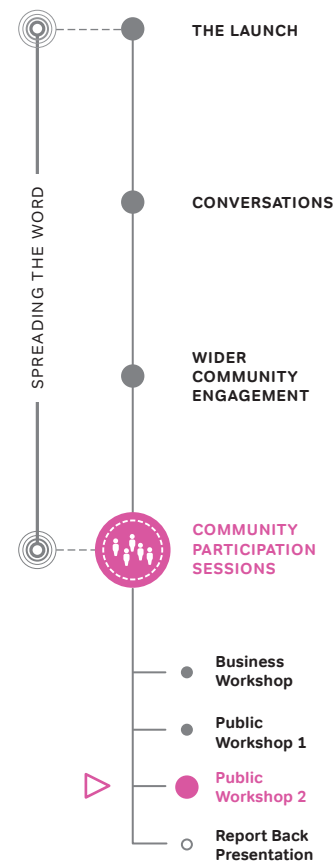 THE LAUNCH
SPREADING THE WORD
CONVERSATIONS
WIDER
COMMUNITY
ENGAGEMENT
COMMUNITY
PARTICIPATION
SESSIONS
Business
Workshop
Public
Workshop 1
Public
Workshop 2
Report Back
Presentation